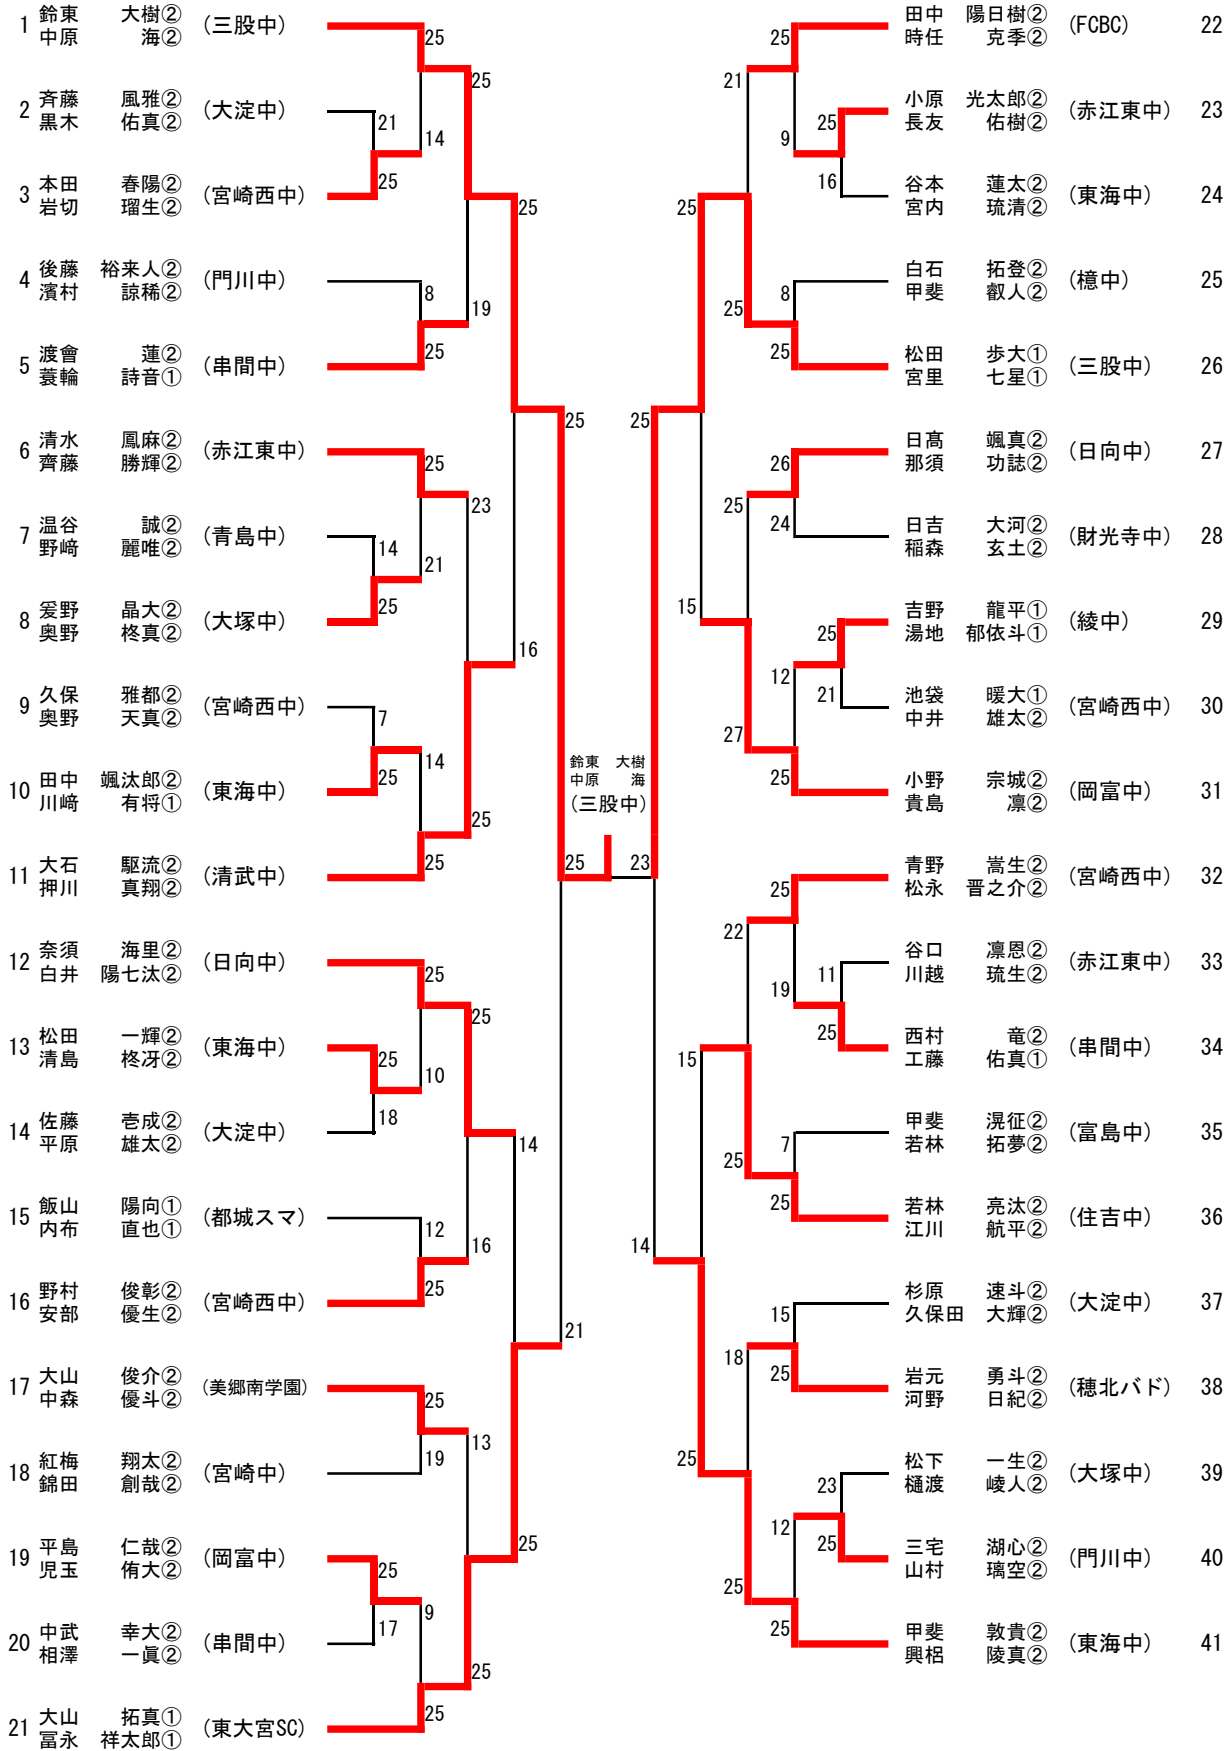 1 鈴東 大樹② (三股中)
中原 海②
2 斉藤 風雅② (大淀中)
黒木 佑真②
3 本田 春陽② (宮崎西中)
岩切 瑠生②
4 後藤 裕来人② (門川中)
濱村 諒稀②
5 渡會 蓮② (串間中)
蓑輪 詩音①
6 清水 鳳麻② (赤江東中)
齊藤 勝輝②
7 温谷 誠② (青島中)
野﨑 麗唯②
8 爰野 晶大② (大塚中)
奥野 柊真②
9 久保 雅都② (宮崎西中)
奥野 天真②
10 田中 颯汰郎② (東海中)
川﨑 有将①
11 大石 駆流② (清武中)
押川 真翔②
12 奈須 海里② (日向中)
白井 陽七汰②
13 松田 一輝② (東海中)
清島 柊冴②
14 佐藤 壱成② (大淀中)
平原 雄太②
15 飯山 陽向① (都城スマ)
内布 直也①
16 野村 俊彰② (宮崎西中)
安部 優生②
17 大山 俊介② (美郷南学園)
中森 優斗②
18 紅梅 翔太② (宮崎中)
錦田 創哉②
19 平島 仁哉② (岡富中)
児玉 侑大②
20 中武 幸大② (串間中)
相澤 一眞②
21 大山 拓真① (東大宮SC)
冨永 祥太郎①
25
21
25
14
25
8
25
19
25
25
14
25
21
23
7
25
14
25
25
16
25
25
25
18
10
25
12
25
16
14
25
19
13
25
17
9
25
25
25
21
鈴東 大樹
中原 海
(三股中)
25 23
田中 陽日樹② (FCBC) 22
時任 克季②
小原 光太郎② (赤江東中) 23
長友 佑樹②
谷本 蓮太② (東海中) 24
宮内 琉清②
白石 拓登② (檍中) 25
甲斐 叡人②
松田 歩大① (三股中) 26
宮里 七星①
日髙 颯真② (日向中) 27
那須 功誌②
日吉 大河② (財光寺中) 28
稲森 玄土②
吉野 龍平① (綾中) 29
湯地 郁依斗①
池袋 暖大① (宮崎西中) 30
中井 雄太②
小野 宗城② (岡富中) 31
貴島 凛②
青野 嵩生② (宮崎西中) 32
松永 晋之介②
谷口 凛恩② (赤江東中) 33
川越 琉生②
西村 竜② (串間中) 34
工藤 佑真①
甲斐 滉征② (富島中) 35
若林 拓夢②
若林 亮汰② (住吉中) 36
江川 航平②
杉原 速斗② (大淀中) 37
久保田 大輝②
岩元 勇斗② (穂北バド) 38
河野 日紀②
松下 一生② (大塚中) 39
樋渡 崚人②
三宅 湖心② (門川中) 40
山村 璃空②
甲斐 敦貴② (東海中) 41
興梠 陵真②
25
21
25
9
16
25
8
25
25
25
26
25
24
15
25
12
21
27
25
25
22
11
19
25
15
7
25
25
14
15
18
25
25
23
12
25
25
25